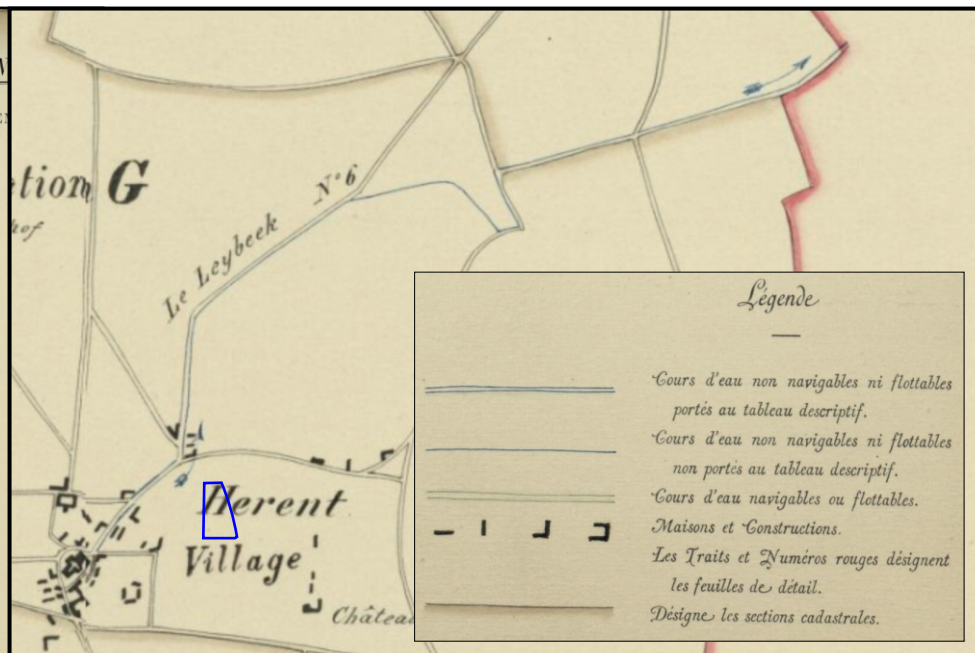 tion G
hof
Le Leybeek N° 6
Herent
Village
Châtea
Légende
Cours d'eau non navigables ni flottables
portés au tableau descriptif.
Cours d'eau non navigables ni flottables
non portés au tableau descriptif.
Cours d'eau navigables ou flottables.
Maisons et Constructions.
Les Traits et Numéros rouges désignent
les feuilles de détail.
Désigne les sections cadastrales.